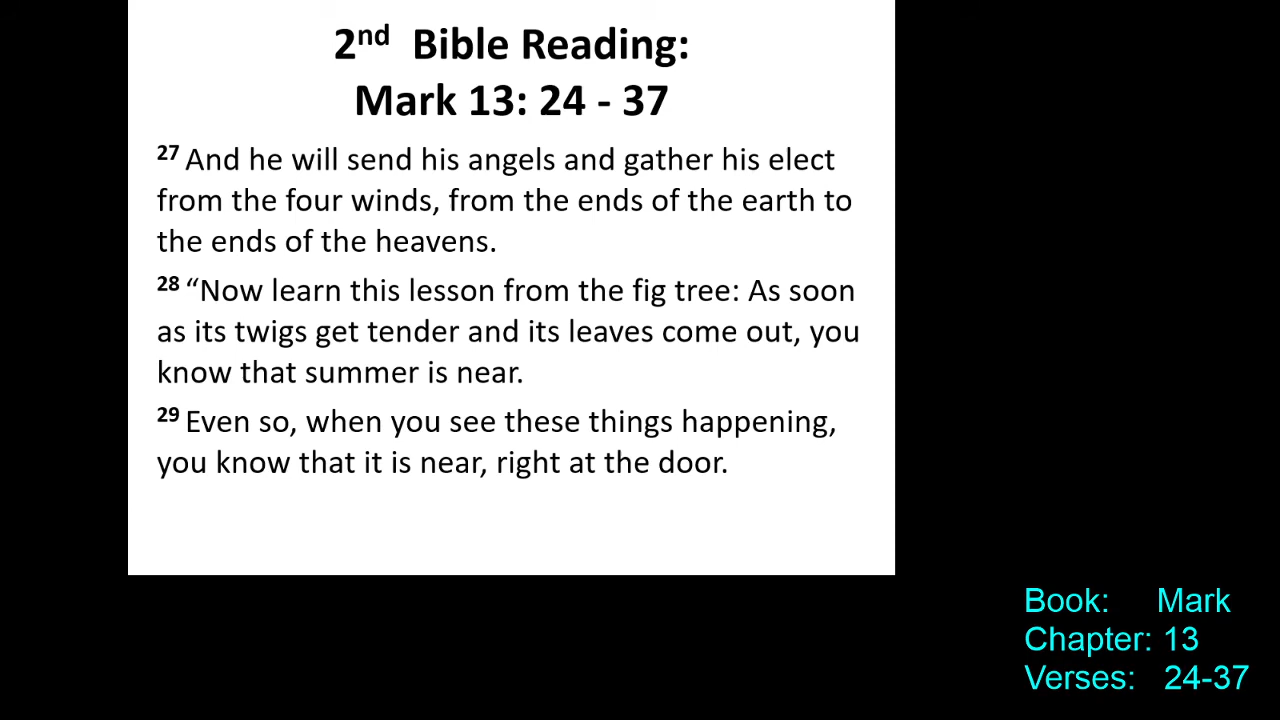 2nd Bible Reading:
Mark 13: 24 - 37
27 And he will send his angels and gather his elect
from the four winds, from the ends of the earth to
the ends of the heavens.
28 “Now learn this lesson from the fig tree: As soon
as its twigs get tender and its leaves come out, you
know that summer is near.
29 Even so, when you see these things happening,
you know that it is near, right at the door.
Book: Mark
Chapter: 13
Verses: 24-37